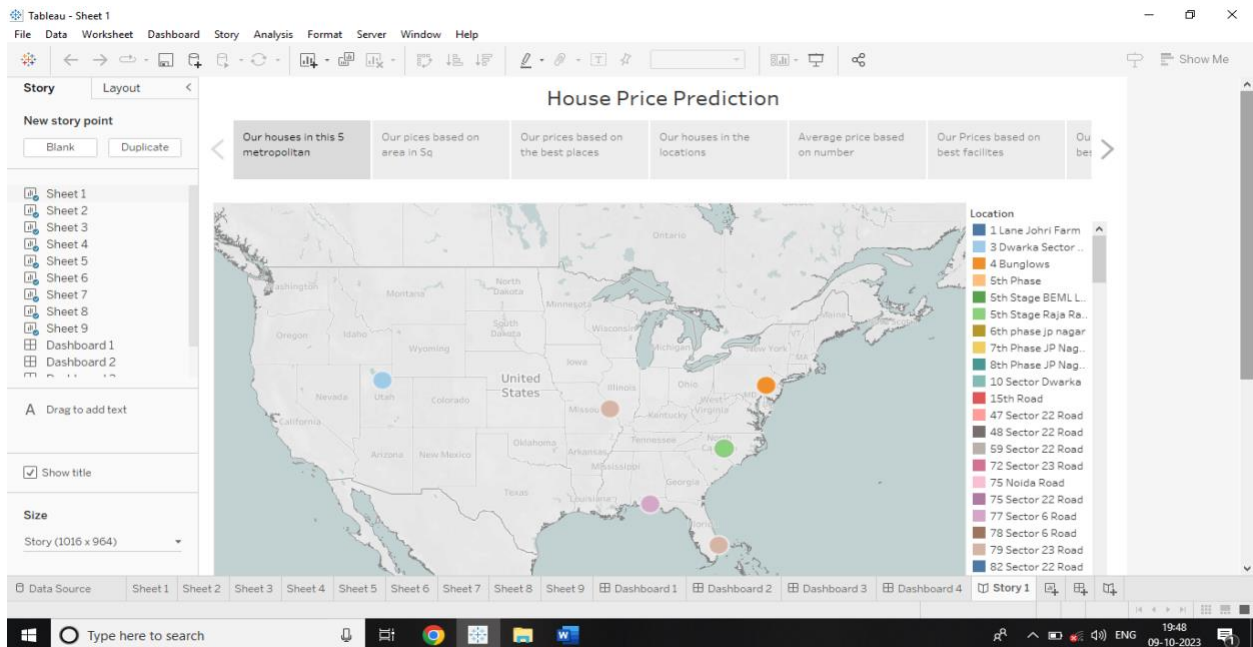 Tableau - Sheet 1
File Data Worksheet Dashboard Story Analysis Format Server Window Help
Show Me
Story Layout
New story point
Blank Duplicate
Sheet 1
Sheet 2
Sheet 3
Sheet 4
Sheet 5
Sheet 6
Sheet 7
Sheet 8
Sheet 9
Dashboard 1
Dashboard 2
A Drag to add text
Show title
Size
Story (1016 x 964)
House Price Prediction
Our houses in this 5
metropolitan
Our pices based on
area in Sq
Our prices based on
the best places
Our houses in the
locations
Average price based
on number
Our Prices based on
best facilites
Ou
bes
Ontario
Washington
Montana
North
Dakota
Minnesota
Maine
Oregon
Idaho
South
Dakota
Wisconsin
VT
Michigan
New York
Wyoming
MA
Iowa
United
States
Nevada
Utah
Colorado
Illinois
Ohio
West
Virginia
MD
Missou
Kentucky
California
Oklahoma
Tennessee
North
Ca
Arizona
New Mexico
Arkansas
Mississippi
Georgia
Texas
Louisiana
Florida
Location
1 Lane Johri Farm
3 Dwarka Sector ..
4 Bunglows
5th Phase
5th Stage BEML L..
5th Stage Raja Ra..
6th phase jp nagar
7th Phase JP Nag..
8th Phase JP Nag..
10 Sector Dwarka
15th Road
47 Sector 22 Road
48 Sector 22 Road
59 Sector 22 Road
72 Sector 23 Road
75 Noida Road
75 Sector 22 Road
77 Sector 6 Road
78 Sector 6 Road
79 Sector 23 Road
82 Sector 22 Road
Data Source Sheet 1 Sheet 2 Sheet 3 Sheet 4 Sheet 5 Sheet 6 Sheet 7 Sheet 8 Sheet 9 Dashboard 1 Dashboard 2 Dashboard 3 Dashboard 4 Story 1
Type here to search
ENG
19:48
09-10-2023